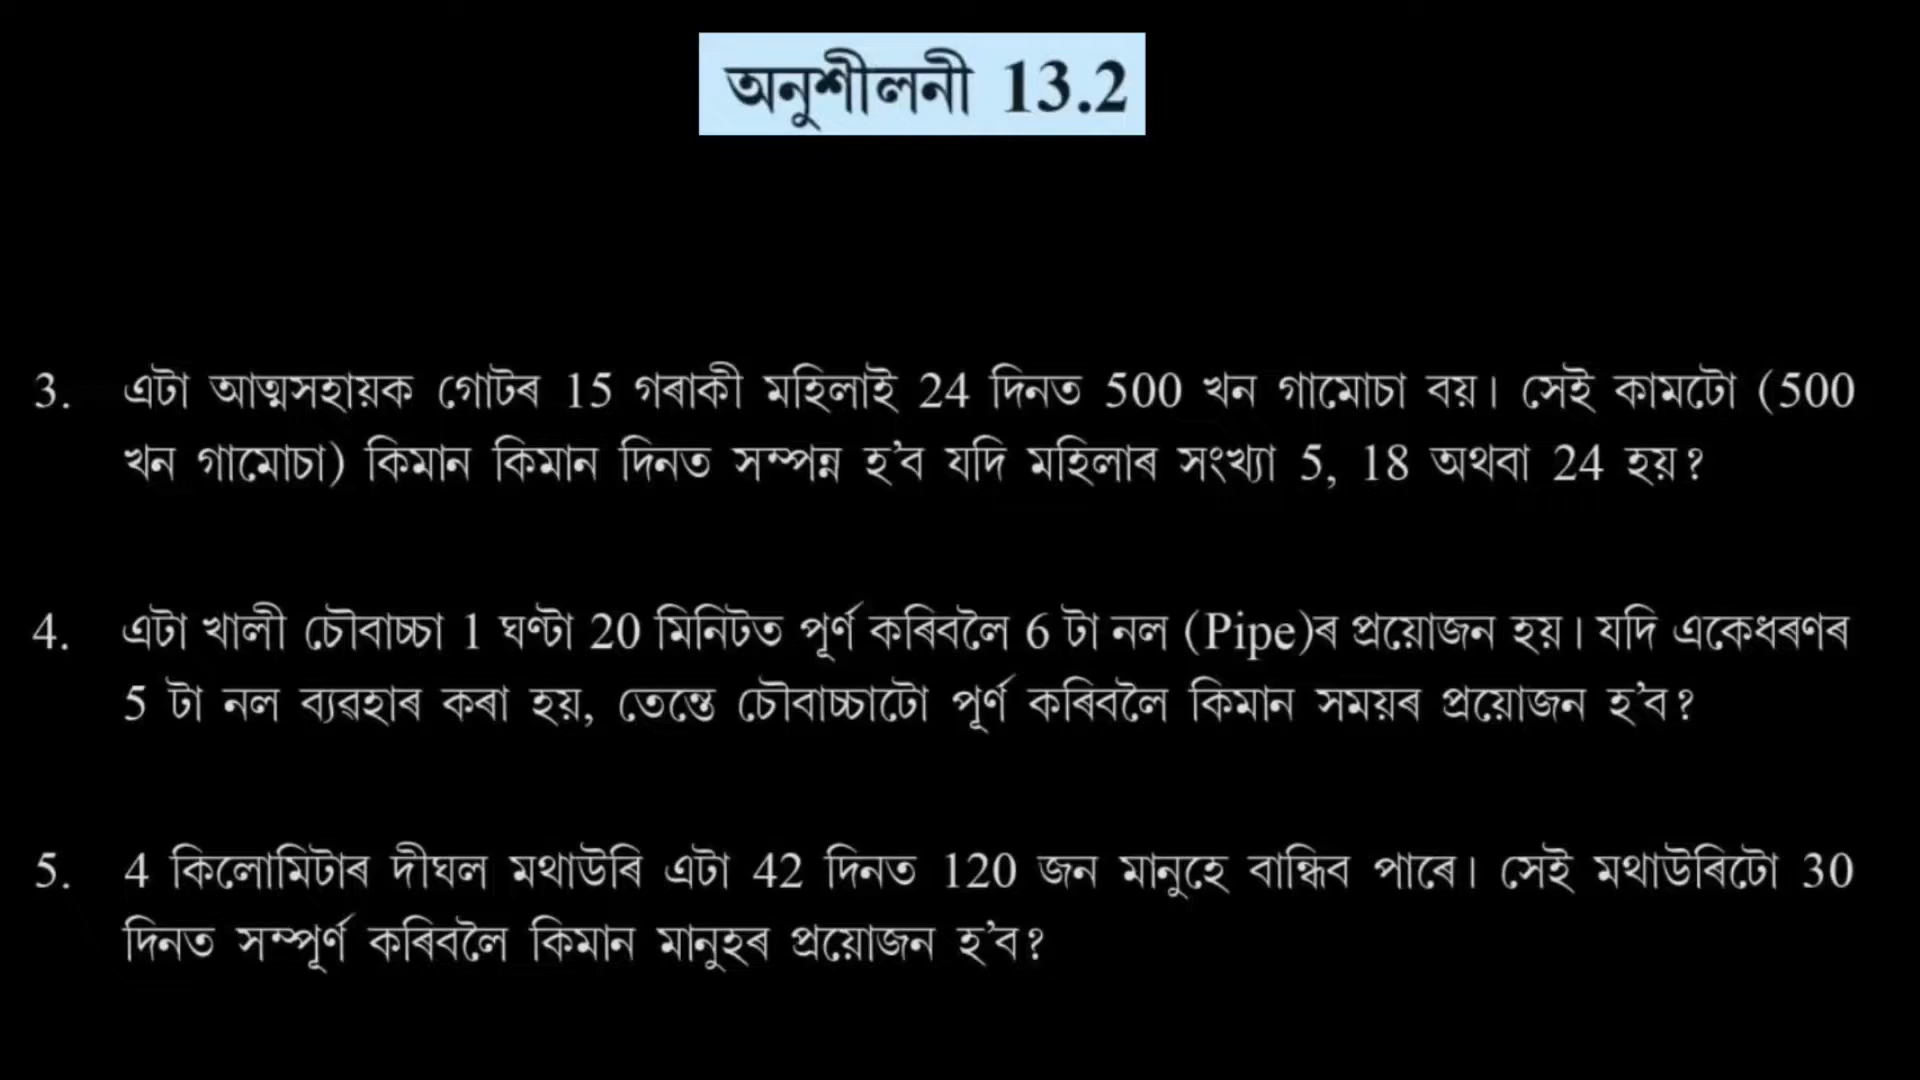 অনুশীলনী 13.2
3. এটা আত্মসহায়ক গোটৰ 15 গৰাকী মহিলাই 24 দিনত 500 খন গামোচা বয়। সেই কামটো (500
খন গামোচা) কিমান কিমান দিনত সম্পন্ন হ'ব যদি মহিলাৰ সংখ্যা 5, 18 অথবা 24 হয়?
4. এটা খালী চৌবাচ্চা 1 ঘণ্টা 20 মিনিটত পূৰ্ণ কৰিবলৈ 6 টা নল (Pipe)ৰ প্ৰয়োজন হয়। যদি একেধৰণৰ
5 টা নল ব্যৱহাৰ কৰা হয়, তেন্তে চৌবাচ্চাটো পূৰ্ণ কৰিবলৈ কিমান সময়ৰ প্ৰয়োজন হ'ব?
5. 4 কিলোমিটাৰ দীঘল মথাউৰি এটা 42 দিনত 120 জন মানুহে বান্ধিব পাৰে। সেই মথাউৰিটো 30
দিনত সম্পূৰ্ণ কৰিবলৈ কিমান মানুহৰ প্ৰয়োজন হ'ব?